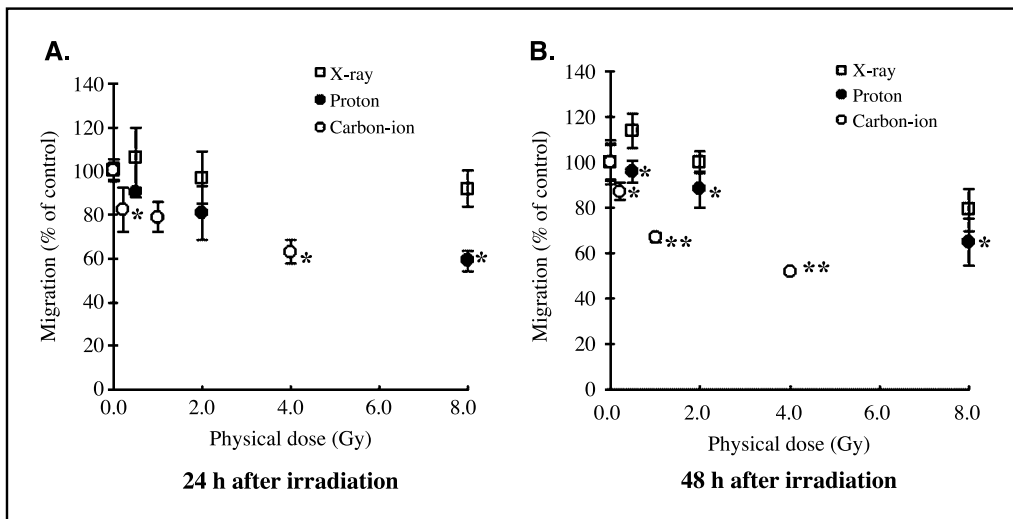 A.
X-ray
Proton
Carbon-ion
Migration (% of control)
140
120
100
80
60
40
20
0
*
*
*
0.0 2.0 4.0 6.0 8.0
Physical dose (Gy)
24 h after irradiation
B.
X-ray
Proton
Carbon-ion
Migration (% of control)
140
120
100
80
60
40
20
0
*
*
*
**
**
*
0.0 2.0 4.0 6.0 8.0
Physical dose (Gy)
48 h after irradiation